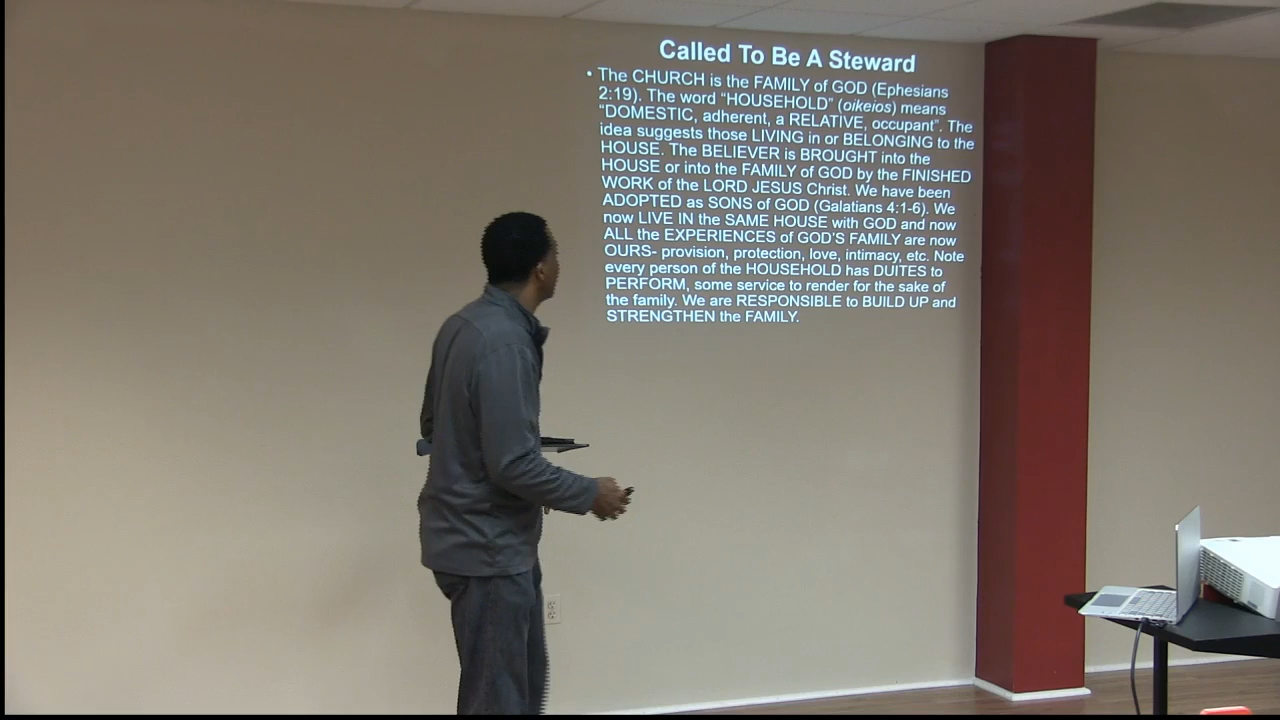 Called To Be A Steward
• The CHURCH is the FAMILY of GOD (Ephesians
2:19). The word “HOUSEHOLD” (oikeios) means
“DOMESTIC, adherent, a RELATIVE, occupant”. The
idea suggests those LIVING in or BELONGING to the
HOUSE. The BELIEVER is BROUGHT into the
HOUSE or into the FAMILY of GOD by the FINISHED
WORK of the LORD JESUS Christ. We have been
ADOPTED as SONS of GOD (Galatians 4:1-6). We
now LIVE IN the SAME HOUSE with GOD and now
ALL the EXPERIENCES of GOD’S FAMILY are now
OURS- provision, protection, love, intimacy, etc. Note
every person of the HOUSEHOLD has DUITES to
PERFORM, some service to render for the sake of
the family. We are RESPONSIBLE to BUILD UP and
STRENGTHEN the FAMILY.